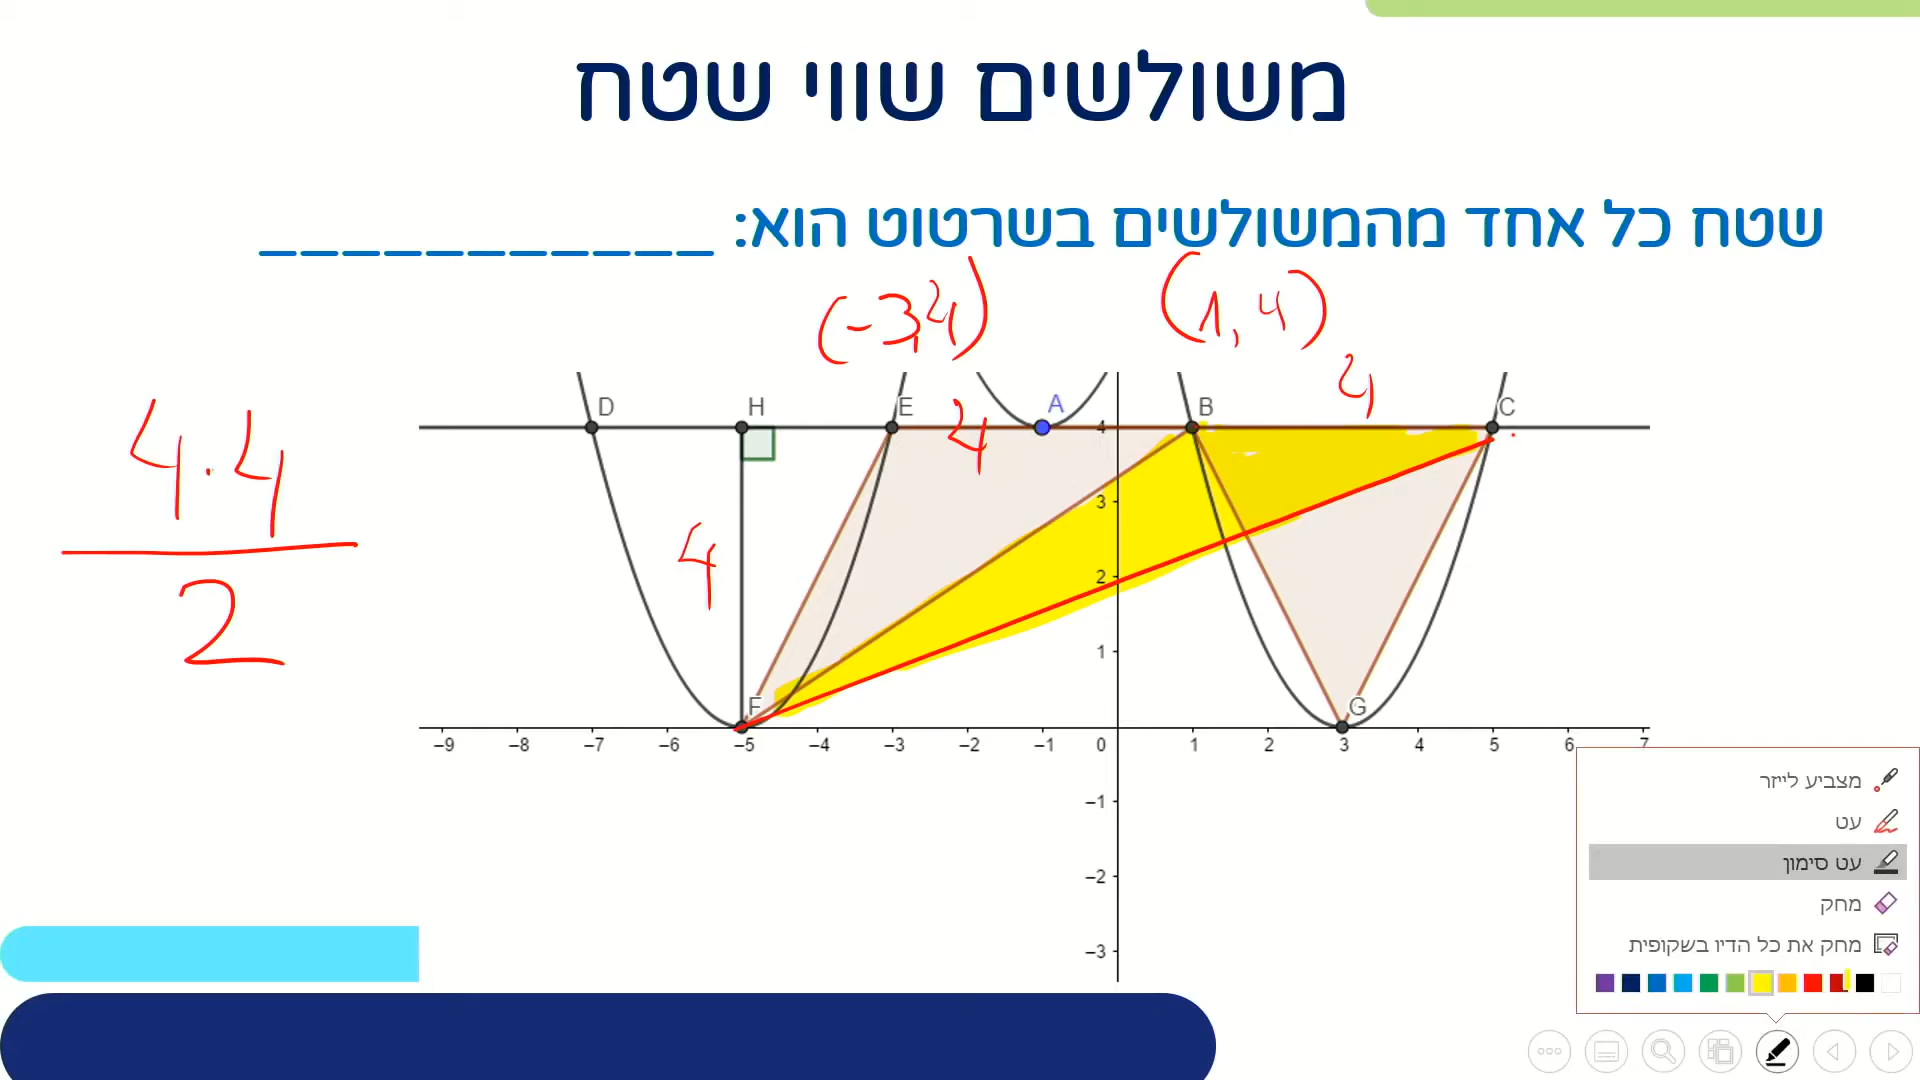 משולשים שווי שטח
שטח כל אחד מהמשולשים בשרטוט הוא: ___________
(-3,4) (1,4)
4
D H E A B C
4
4
4
4·4
2
3
2
1
F G
–9 –8 –7 –6 –5 –4 –3 –2 –1 0 1 2 3 4 5 6 7
–1
–2
–3
מצביע לייזר
עט
עט סימון
מחק
מחק את כל הדיו בשקופית